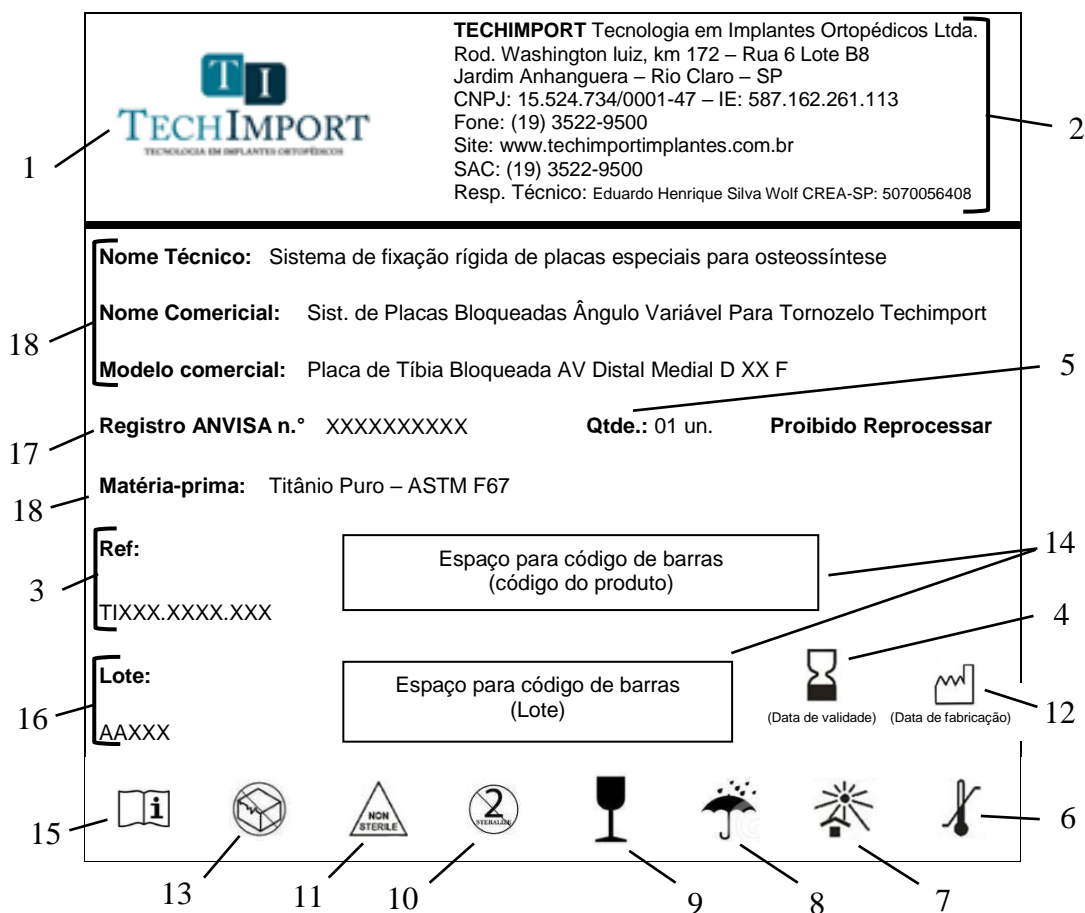 TI
TECHIMPORT
TECNOLOGIA EM IMPLANTES ORTOPÉDICOS
TECHIMPORT Tecnologia em Implantes Ortopédicos Ltda.
Rod. Washington luiz, km 172 – Rua 6 Lote B8
Jardim Anhanguera – Rio Claro – SP
CNPJ: 15.524.734/0001-47 – IE: 587.162.261.113
Fone: (19) 3522-9500
Site: www.techimportimplantes.com.br
SAC: (19) 3522-9500
Resp. Técnico: Eduardo Henrique Silva Wolf CREA-SP: 5070056408
1
2
Nome Técnico: Sistema de fixação rígida de placas especiais para osteossíntese
Nome Comericial: Sist. de Placas Bloqueadas Ângulo Variável Para Tornozelo Techimport
18
Modelo comercial: Placa de Tíbia Bloqueada AV Distal Medial D XX F
5
Registro ANVISA n.° XXXXXXXXXX Qtde.: 01 un. Proibido Reprocessar
17
Matéria-prima: Titânio Puro – ASTM F67
18
Ref:
Espaço para código de barras
(código do produto)
14
3
TIXXX.XXXX.XXX
4
Lote:
Espaço para código de barras
(Lote)
16
AAXXX
(Data de validade) (Data de fabricação)
12
15
i
NON
STERILE
2
STERILIZE
6
13
11
10
9
8
7